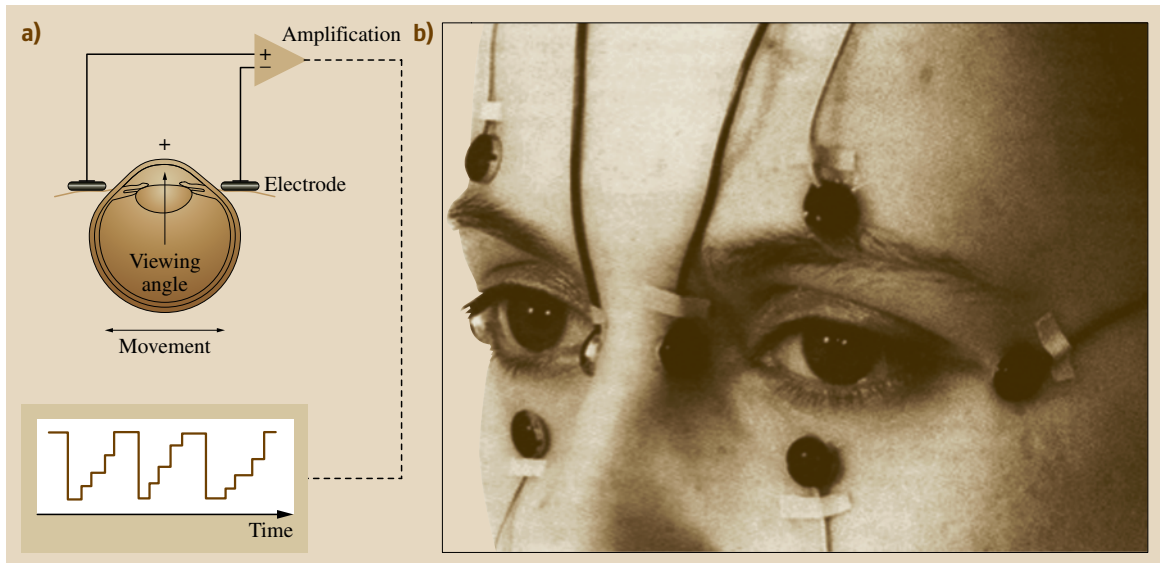 a)
Amplification
+
−
+
Electrode
Viewing
angle
Movement
Time
b)